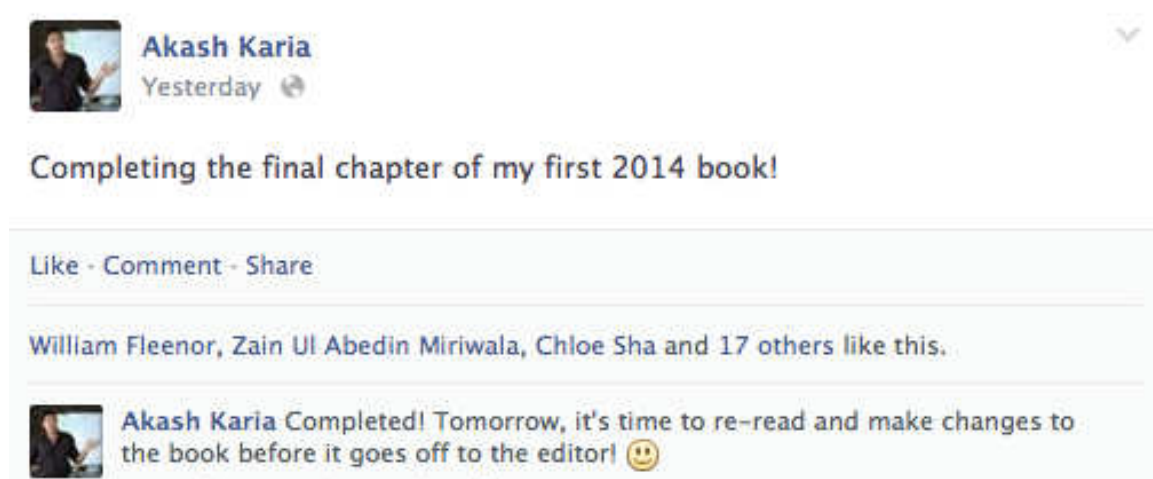 Akash Karia
Yesterday
Completing the final chapter of my first 2014 book!
Like · Comment · Share
William Fleenor, Zain Ul Abedin Miriwala, Chloe Sha and 17 others like this.
Akash Karia Completed! Tomorrow, it's time to re-read and make changes to
the book before it goes off to the editor!